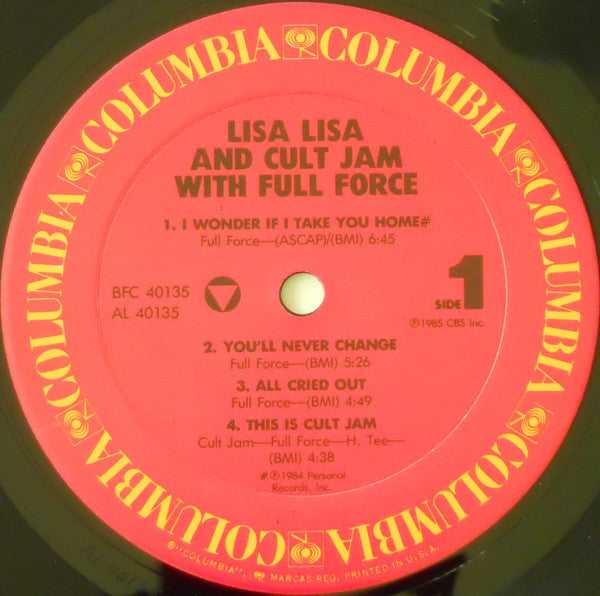 COLUMBIA COLUMBIA COLUMBIA COLUMBIA COLUMBIA COLUMBIA
LISA LISA
AND CULT JAM
WITH FULL FORCE
1. I WONDER IF I TAKE YOU HOME#
Full Force—(ASCAP)/(BMI) 6:45
BFC 40135
AL 40135
SIDE 1
℗1985 CBS Inc.
2. YOU'LL NEVER CHANGE
Full Force—(BMI) 5:26
3. ALL CRIED OUT
Full Force—(BMI) 4:49
4. THIS IS CULT JAM
Cult Jam—Full Force—H. Tee—
(BMI) 4:38
#℗1984 Personal
Records, Inc.
®"COLUMBIA", MARCAS REG. PRINTED IN U.S.A.